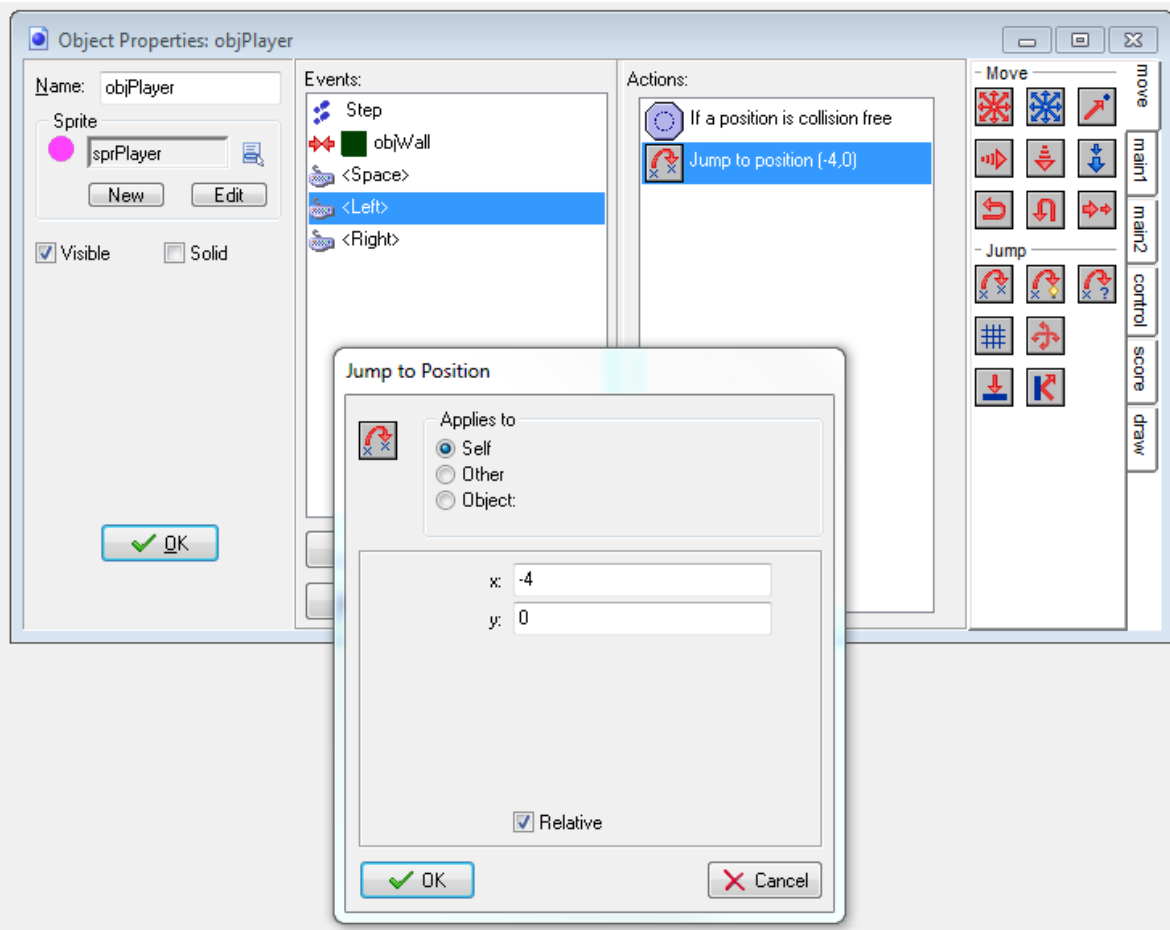 Object Properties: objPlayer
Name: objPlayer
Sprite
sprPlayer
New Edit
Visible Solid
OK
Events:
Step
objWall
<Space>
<Left>
<Right>
Actions:
If a position is collision free
Jump to position (-4,0)
Move
Jump
move
main1
main2
control
score
draw
Jump to Position
Applies to
Self
Other
Object:
x: -4
y: 0
Relative
OK Cancel